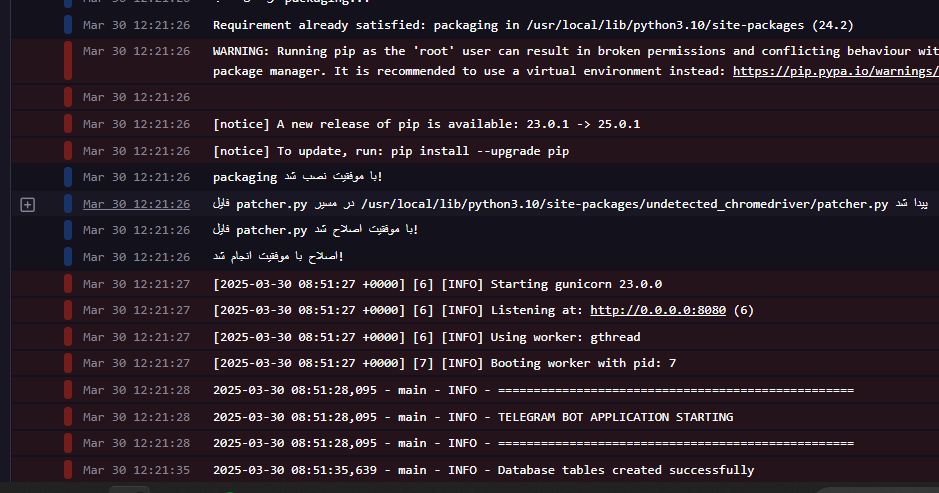 Mar 30 12:21:26 Requirement already satisfied: packaging in /usr/local/lib/python3.10/site-packages (24.2)
Mar 30 12:21:26 WARNING: Running pip as the 'root' user can result in broken permissions and conflicting behaviour
package manager. It is recommended to use a virtual environment instead: https://pip.pypa.io/warnings/
Mar 30 12:21:26
Mar 30 12:21:26 [notice] A new release of pip is available: 23.0.1 -> 25.0.1
Mar 30 12:21:26 [notice] To update, run: pip install --upgrade pip
Mar 30 12:21:26 packaging با موفقیت نصب شد!
Mar 30 12:21:26 فایل patcher.py در مسیر /usr/local/lib/python3.10/site-packages/undetected_chromedriver/patcher.py پیدا شد
Mar 30 12:21:26 فایل patcher.py با موفقیت اصلاح شد!
Mar 30 12:21:26 اصلاح با موفقیت انجام شد!
Mar 30 12:21:27 [2025-03-30 08:51:27 +0000] [6] [INFO] Starting gunicorn 23.0.0
Mar 30 12:21:27 [2025-03-30 08:51:27 +0000] [6] [INFO] Listening at: http://0.0.0.0:8080 (6)
Mar 30 12:21:27 [2025-03-30 08:51:27 +0000] [6] [INFO] Using worker: gthread
Mar 30 12:21:27 [2025-03-30 08:51:27 +0000] [7] [INFO] Booting worker with pid: 7
Mar 30 12:21:28 2025-03-30 08:51:28,095 - main - INFO - ==================================================
Mar 30 12:21:28 2025-03-30 08:51:28,095 - main - INFO - TELEGRAM BOT APPLICATION STARTING
Mar 30 12:21:28 2025-03-30 08:51:28,095 - main - INFO - ==================================================
Mar 30 12:21:35 2025-03-30 08:51:35,639 - main - INFO - Database tables created successfully